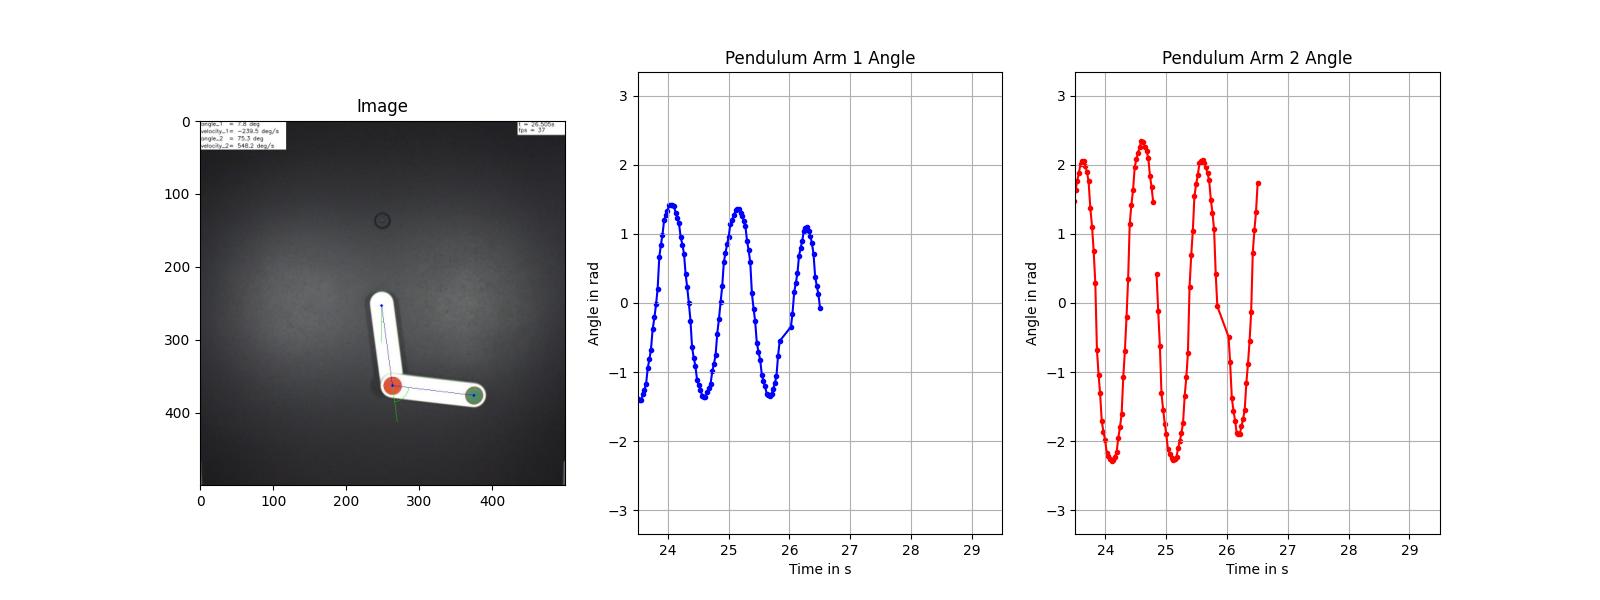 Image
Pendulum Arm 1 Angle
Pendulum Arm 2 Angle
angle_1 = 7.8 deg
velocity_1= -239.5 deg/s
angle_2 = 75.3 deg
velocity_2= 548.2 deg/s
t = 26.505s
fps = 37
0
100
200
300
400
0
100
200
300
400
Angle in rad
3
2
1
0
−1
−2
−3
24
25
26
27
28
29
Time in s
Angle in rad
3
2
1
0
−1
−2
−3
24
25
26
27
28
29
Time in s